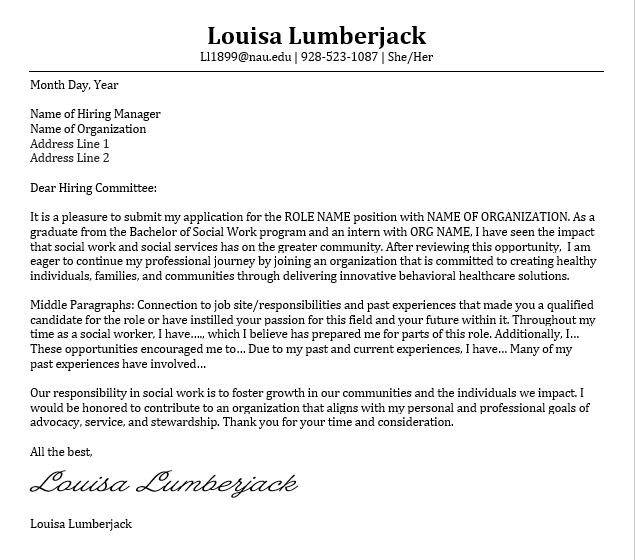 Louisa Lumberjack
Ll1899@nau.edu | 928-523-1087 | She/Her
Month Day, Year
Name of Hiring Manager
Name of Organization
Address Line 1
Address Line 2
Dear Hiring Committee:
It is a pleasure to submit my application for the ROLE NAME position with NAME OF ORGANIZATION. As a
graduate from the Bachelor of Social Work program and an intern with ORG NAME, I have seen the impact
that social work and social services has on the greater community. After reviewing this opportunity,  I am
eager to continue my professional journey by joining an organization that is committed to creating healthy
individuals, families, and communities through delivering innovative behavioral healthcare solutions.
Middle Paragraphs: Connection to job site/responsibilities and past experiences that made you a qualified
candidate for the role or have instilled your passion for this field and your future within it. Throughout my
time as a social worker, I have…., which I believe has prepared me for parts of this role. Additionally, I…
These opportunities encouraged me to… Due to my past and current experiences, I have… Many of my
past experiences have involved…
Our responsibility in social work is to foster growth in our communities and the individuals we impact. I
would be honored to contribute to an organization that aligns with my personal and professional goals of
advocacy, service, and stewardship. Thank you for your time and consideration.
All the best,
Louisa Lumberjack
Louisa Lumberjack